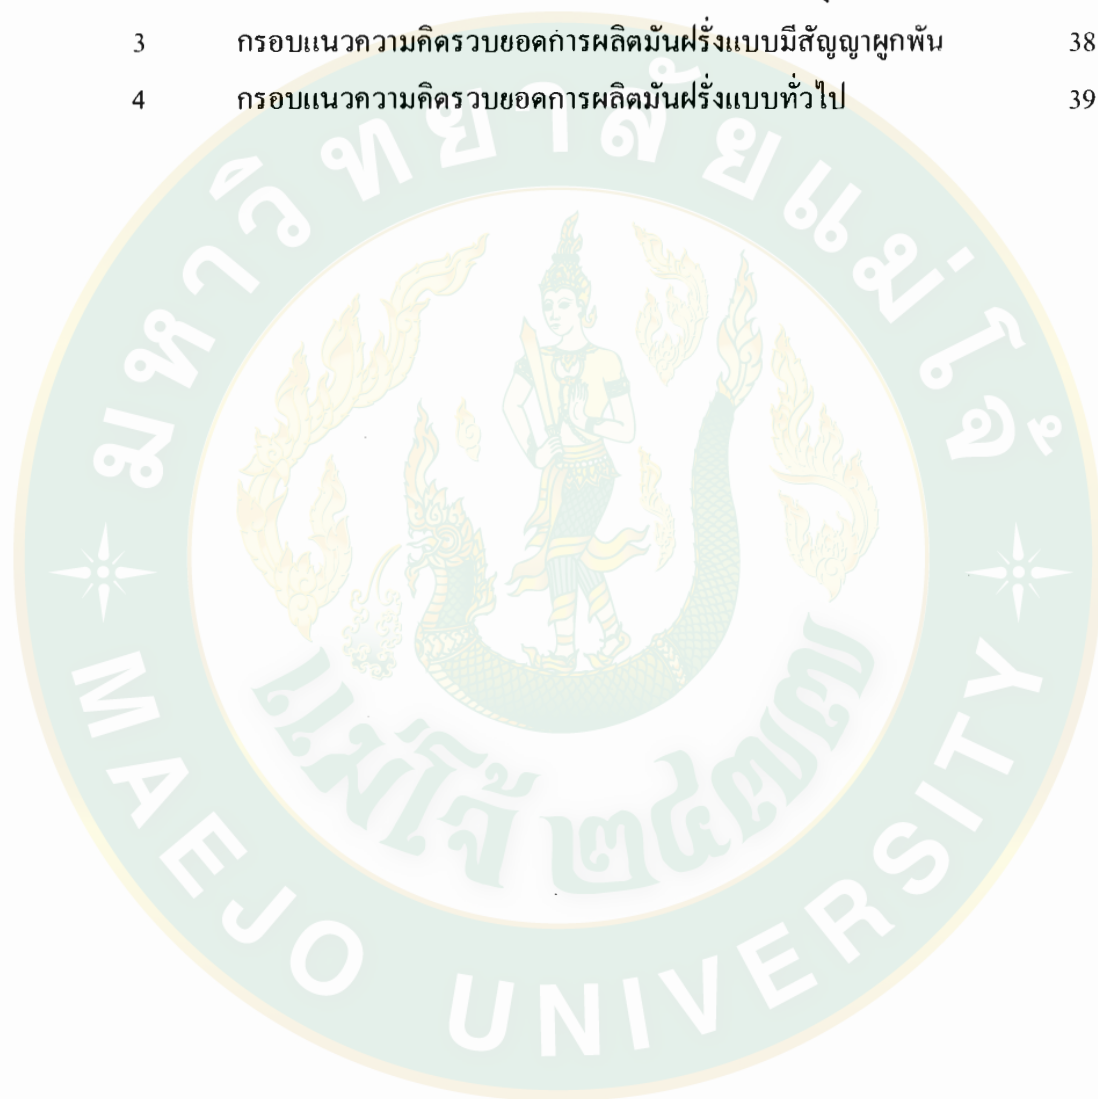 3 กรอบแนวความคิดรวบยอดการผลิตมันฝรั่งแบบมีสัญญาผูกพัน 38
4 กรอบแนวความคิดรวบยอดการผลิตมันฝรั่งแบบทั่วไป 39
มหาวิทยาลัยแม่โจ้
แม่โจ้ ๒๔๗๗
MAEJO UNIVERSITY